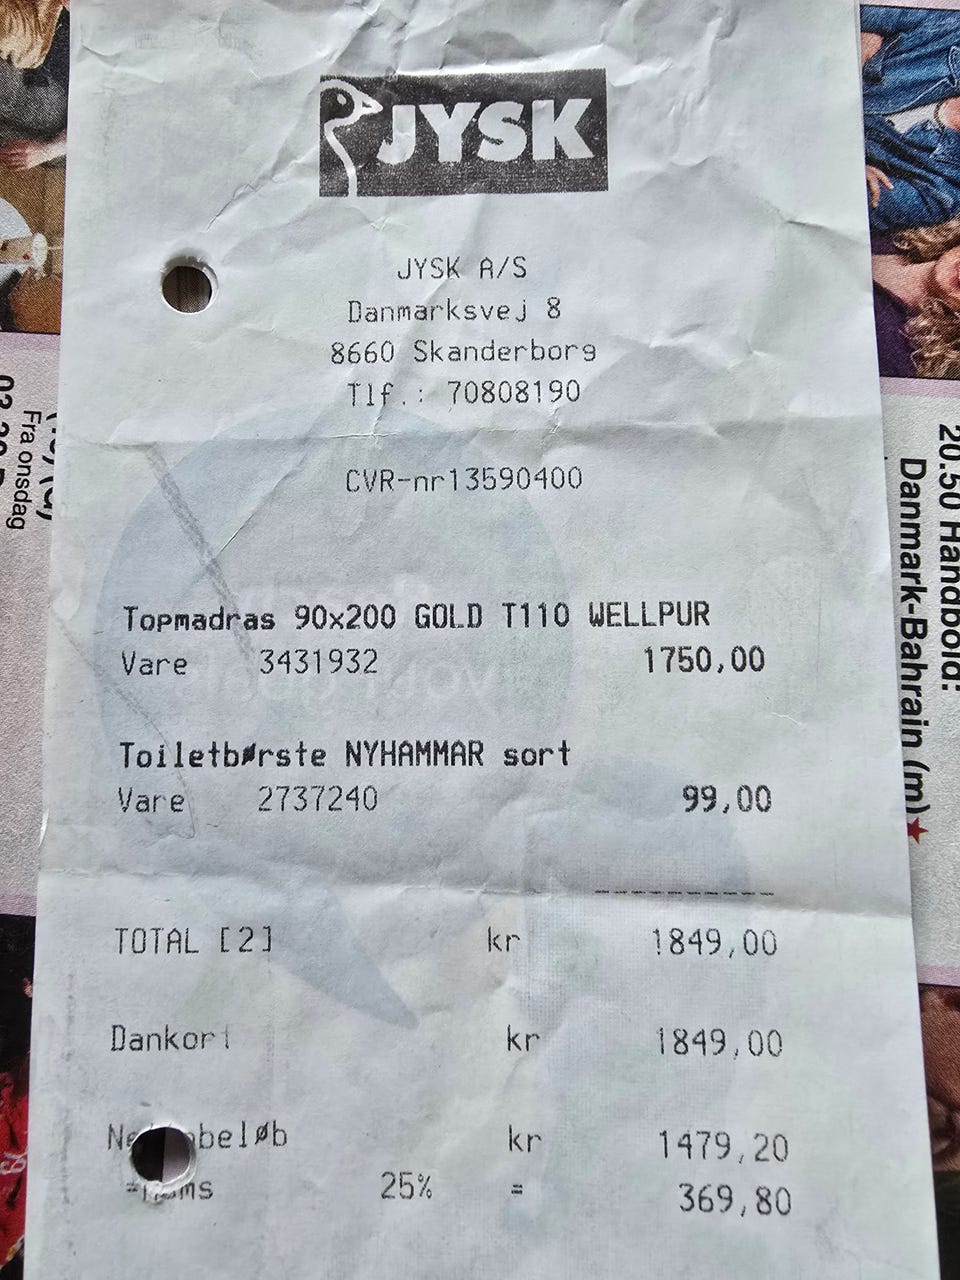 JYSK
JYSK A/S
Danmarksvej 8
8660 Skanderborg
Tlf.: 70808190
CVR-nr13590400
Topmadras 90x200 GOLD T110 WELLPUR
Vare 3431932 1750,00
Toiletbørste NYHAMMAR sort
Vare 2737240 99,00
TOTAL [2] kr 1849,00
Dankort kr 1849,00
kr 1479,20
25% = 369,80
Fra onsdag
20.50 Håndbold:
Danmark-Bahrain (m)